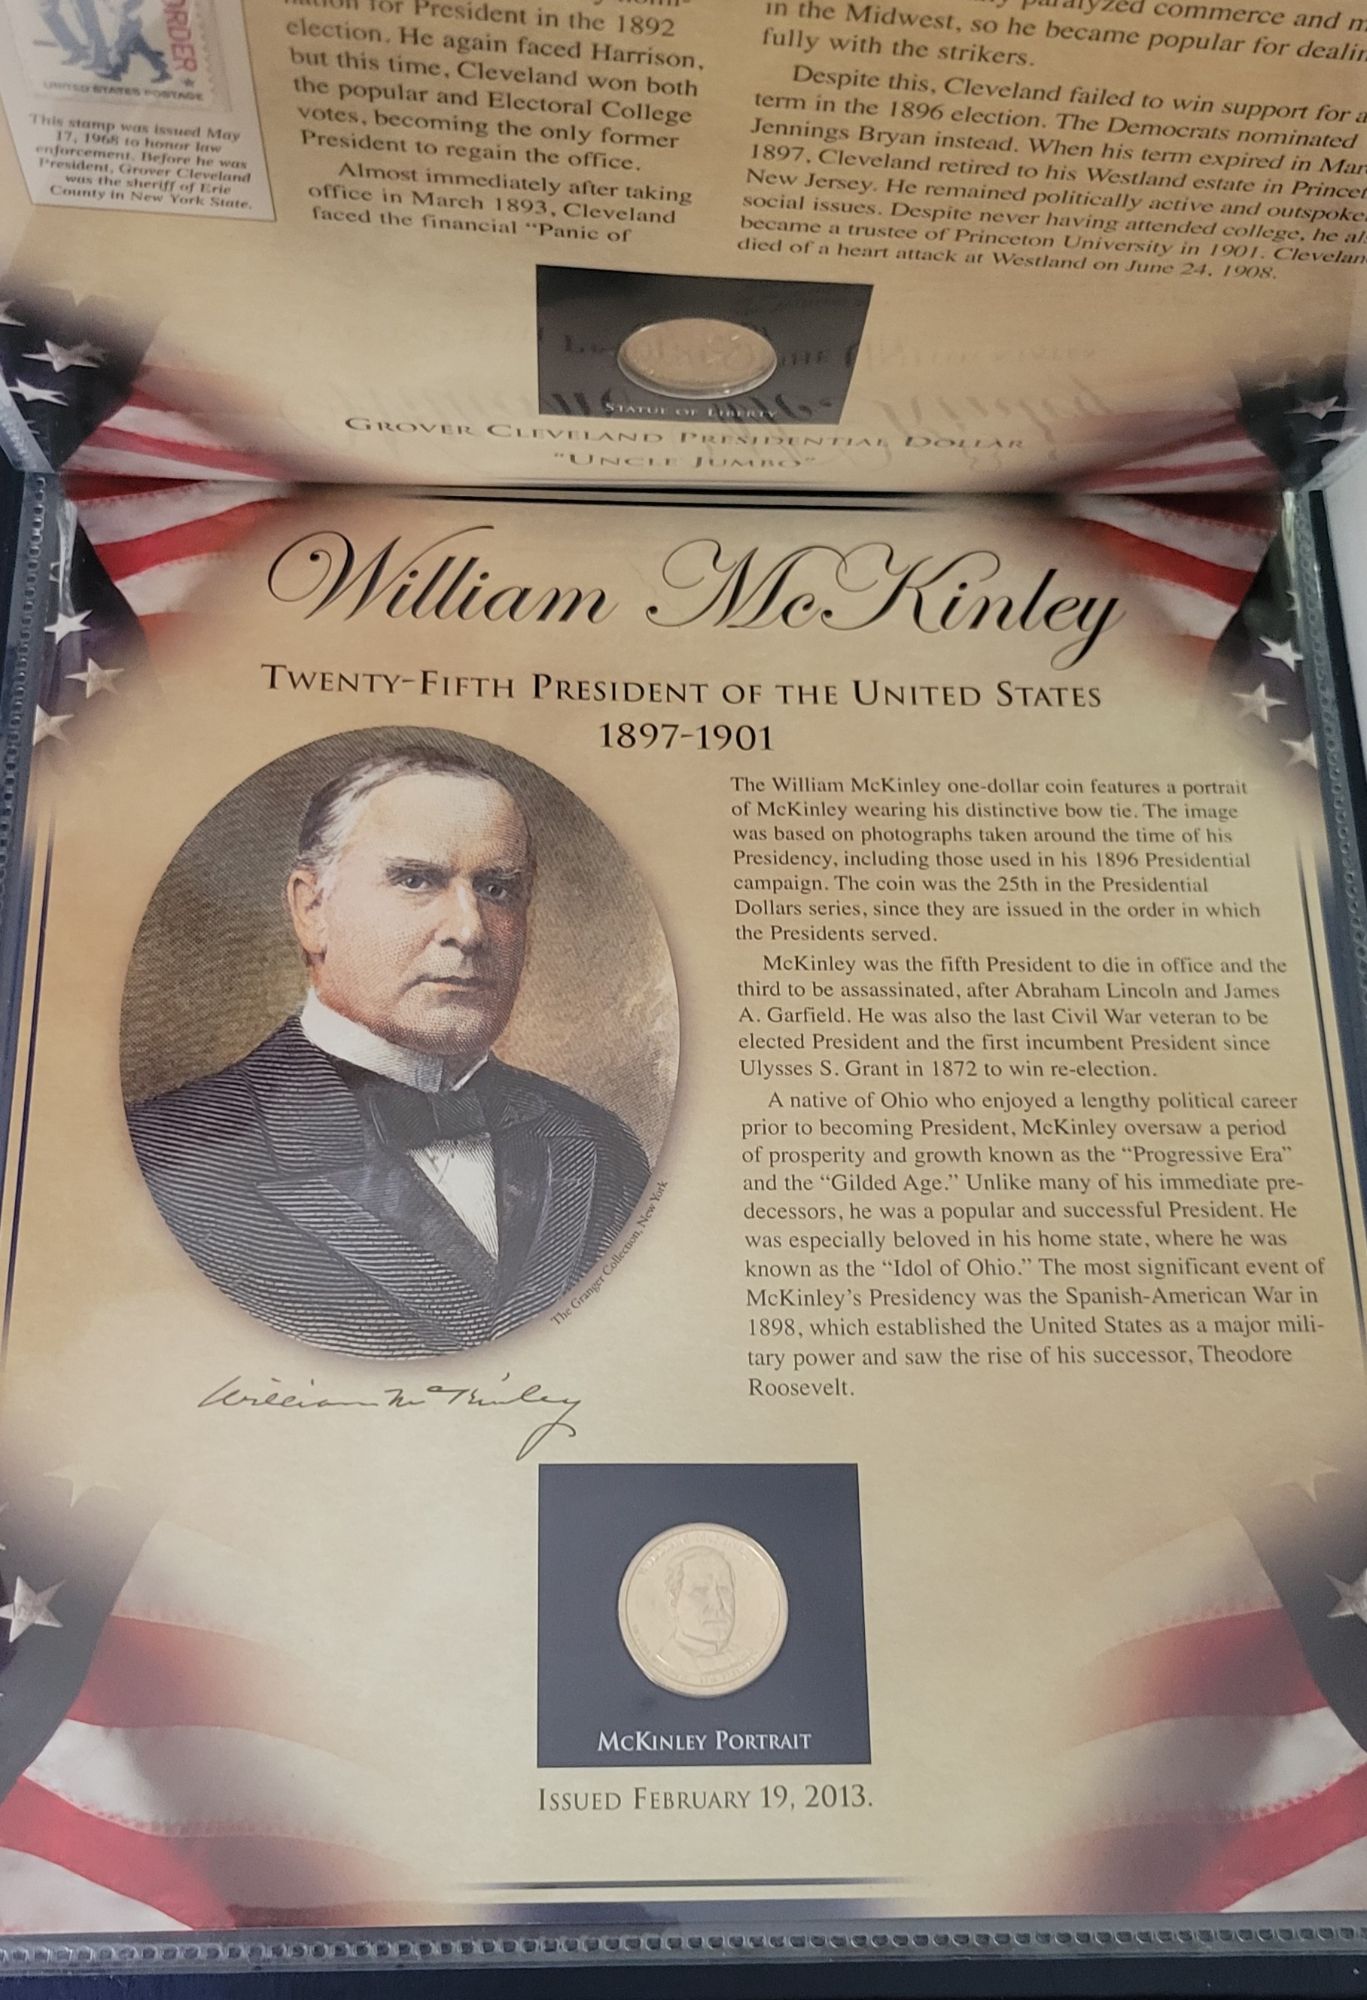 ORDER
UNITED STATES POSTAGE
This stamp was issued May
17, 1968 to honor law
enforcement. Before he was
President, Grover Cleveland
was the sheriff of Erie
County in New York State.
for President in the 1892
election. He again faced Harrison,
but this time, Cleveland won both
the popular and Electoral College
votes, becoming the only former
President to regain the office.
Almost immediately after taking
office in March 1893, Cleveland
faced the financial "Panic of
paralyzed commerce and
in the Midwest, so he became popular for
fully with the strikers.
Despite this, Cleveland failed to win support for a
term in the 1896 election. The Democrats nominated
Jennings Bryan instead. When his term expired in
1897, Cleveland retired to his Westland estate in
New Jersey. He remained politically active and
social issues. Despite never having attended college, he
became a trustee of Princeton University in 1901.
died of a heart attack at Westland on June 24, 1908.
STATUE OF LIBERTY
GROVER CLEVELAND PRESIDENTIAL DOLLAR
"UNCLE JUMBO"
William McKinley
TWENTY-FIFTH PRESIDENT OF THE UNITED STATES
1897-1901
The William McKinley one-dollar coin features a portrait
of McKinley wearing his distinctive bow tie. The image
was based on photographs taken around the time of his
Presidency, including those used in his 1896 Presidential
campaign. The coin was the 25th in the Presidential
Dollars series, since they are issued in the order in which
the Presidents served.
McKinley was the fifth President to die in office and the
third to be assassinated, after Abraham Lincoln and James
A. Garfield. He was also the last Civil War veteran to be
elected President and the first incumbent President since
Ulysses S. Grant in 1872 to win re-election.
A native of Ohio who enjoyed a lengthy political career
prior to becoming President, McKinley oversaw a period
of prosperity and growth known as the "Progressive Era"
and the "Gilded Age." Unlike many of his immediate pre-
decessors, he was a popular and successful President. He
was especially beloved in his home state, where he was
known as the "Idol of Ohio." The most significant event of
McKinley's Presidency was the Spanish-American War in
1898, which established the United States as a major mili-
tary power and saw the rise of his successor, Theodore
Roosevelt.
The Granger Collection, New York
William McKinley
MCKINLEY PORTRAIT
ISSUED FEBRUARY 19, 2013.